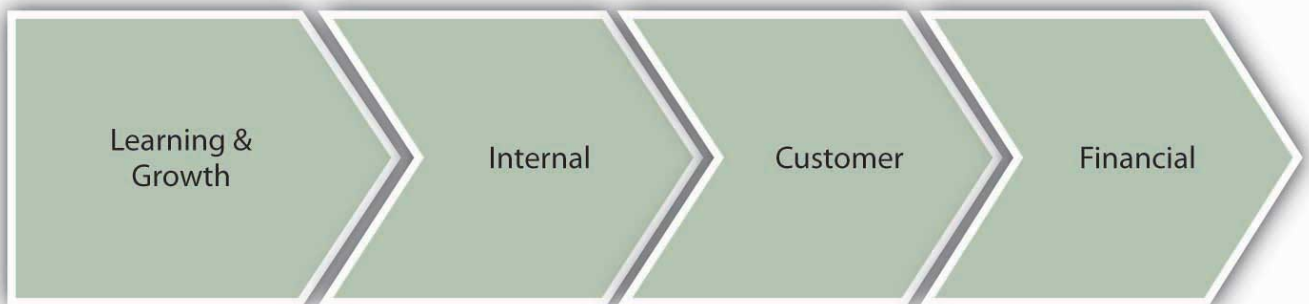 Learning &
Growth
Internal
Customer
Financial